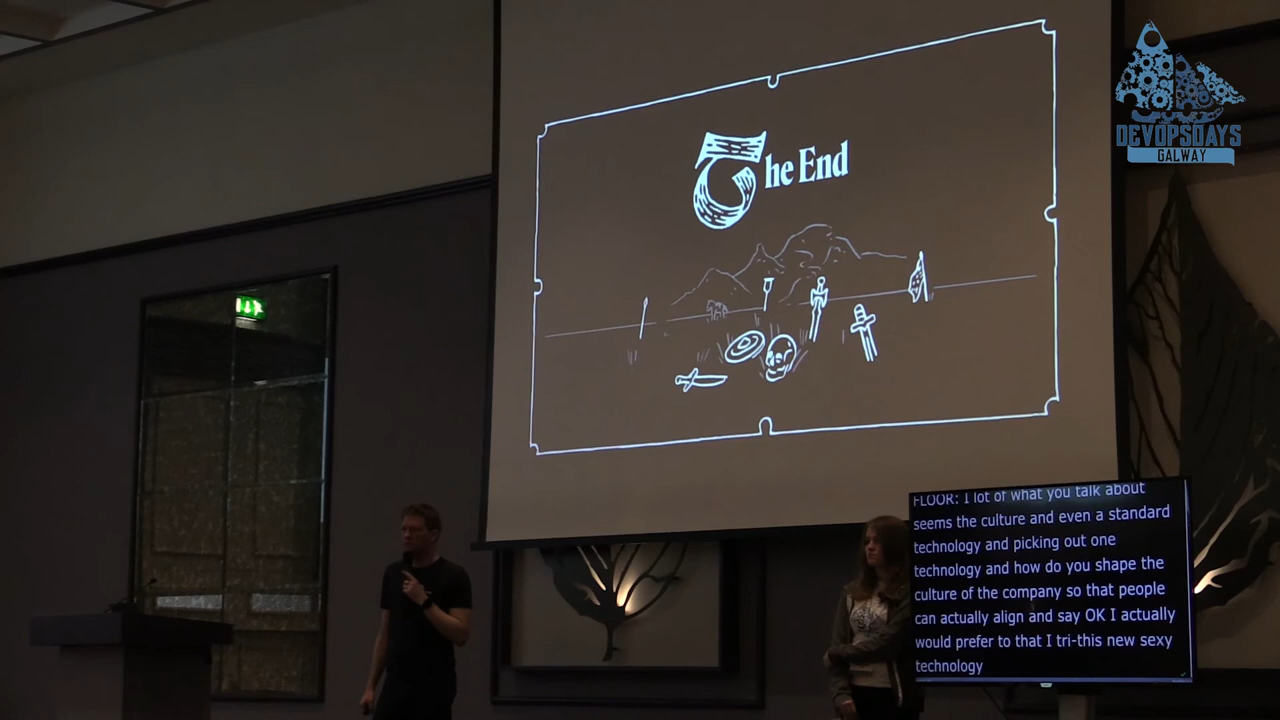 The End
DEVOPSDAYS
GALWAY
FLOOR: I lot of what you talk about
seems the culture and even a standard
technology and picking out one
technology and how do you shape the
culture of the company so that people
can actually align and say OK I actually
would prefer to that I tri-this new sexy
technology